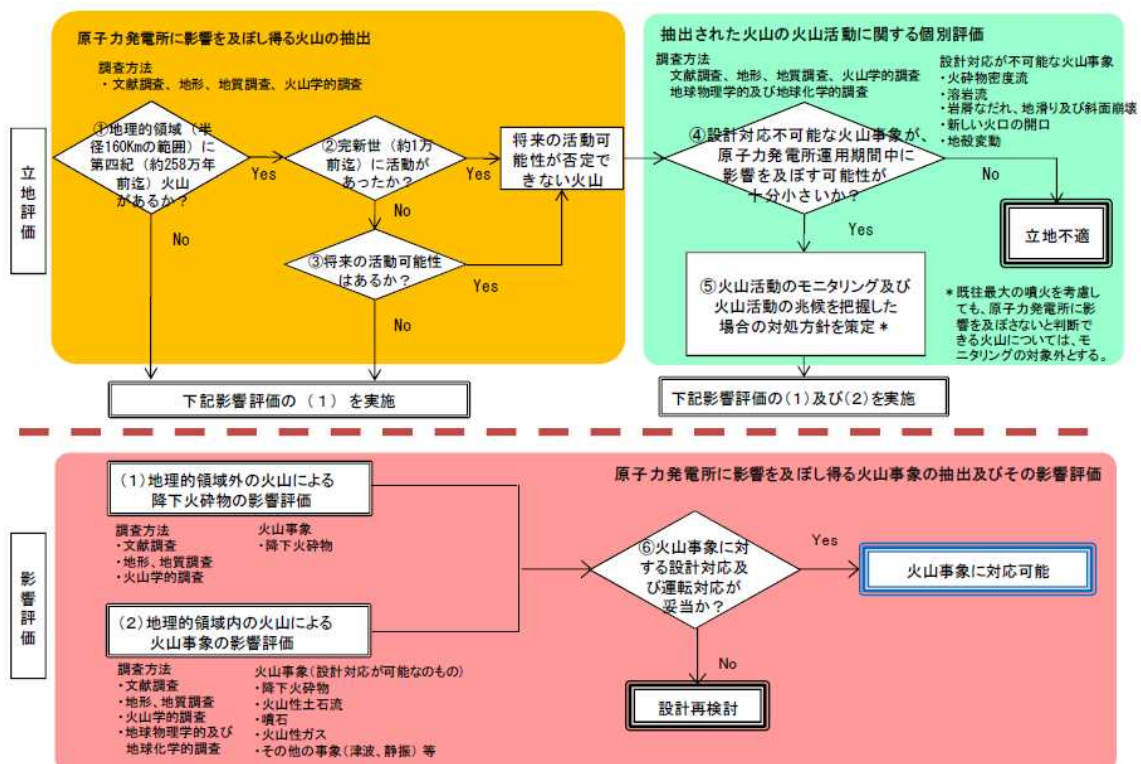 原子力発電所に影響を及ぼし得る火山の抽出
調査方法
・文献調査、地形、地質調査、火山学的調査
①地理的領域(半
径160Kmの範囲)に
第四紀(約258万年
前迄)火山
があるか?
Yes
No
②完新世(約1万
前迄)に活動が
あったか?
Yes
No
将来の活動可
能性が否定で
きない火山
③将来の活動可能性
はあるか?
Yes
No
立地評価
下記影響評価の(1)を実施
抽出された火山の火山活動に関する個別評価
調査方法
文献調査、地形、地質調査、火山学的調査
地球物理学的及び地球化学的調査
設計対応が不可能な火山事象
・火砕物密度流
・溶岩流
・岩屑なだれ、地滑り及び斜面崩壊
・新しい火口の開口
・地殻変動
④設計対応不可能な火山事象が、
原子力発電所運用期間中に
影響を及ぼす可能性が
十分小さいか?
No
Yes
立地不適
⑤火山活動のモニタリング及び
火山活動の兆候を把握した
場合の対処方針を策定*
*既往最大の噴火を考慮し
ても、原子力発電所に影
響を及ぼさないと判断で
きる火山については、モ
ニタリングの対象外とする。
下記影響評価の(1)及び(2)を実施
影響評価
原子力発電所に影響を及ぼし得る火山事象の抽出及びその影響評価
(1)地理的領域外の火山による
降下火砕物の影響評価
調査方法
・文献調査
・地形、地質調査
・火山学的調査
火山事象
・降下火砕物
(2)地理的領域内の火山による
火山事象の影響評価
調査方法
・文献調査
・地形、地質調査
・火山学的調査
・地球物理学的及び
地球化学的調査
火山事象(設計対応が可能なのもの)
・降下火砕物
・火山性土石流
・噴石
・火山性ガス
・その他の事象(津波、静振)等
⑥火山事象に対
する設計対応及
び運転対応が
妥当か?
Yes
No
火山事象に対応可能
設計再検討